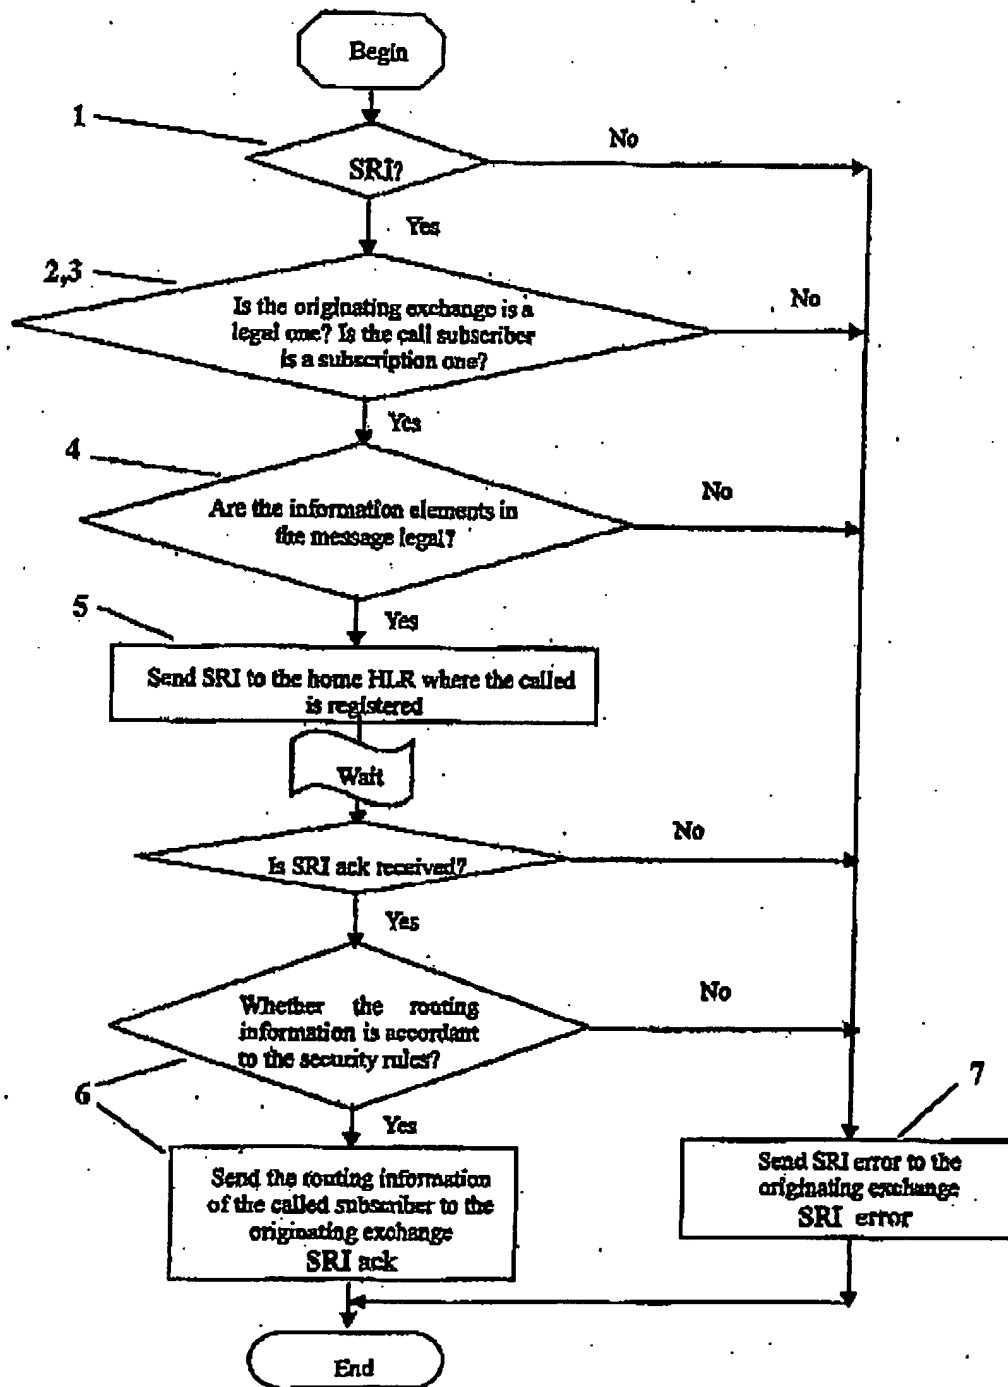 Begin
1
No
SRI?
Yes
2,3
No
Is the originating exchange is a
legal one? Is the call subscriber
is a subscription one?
Yes
4
No
Are the information elements in
the message legal?
Yes
5
Send SRI to the home HLR where the called
is registered
Wait
No
Is SRI ack received?
Yes
No
Whether the routing
information is accordant
to the security rules?
6
7
Yes
Send the routing information
of the called subscriber to the
originating exchange
SRI ack
Send SRI error to the
originating exchange
SRI error
End